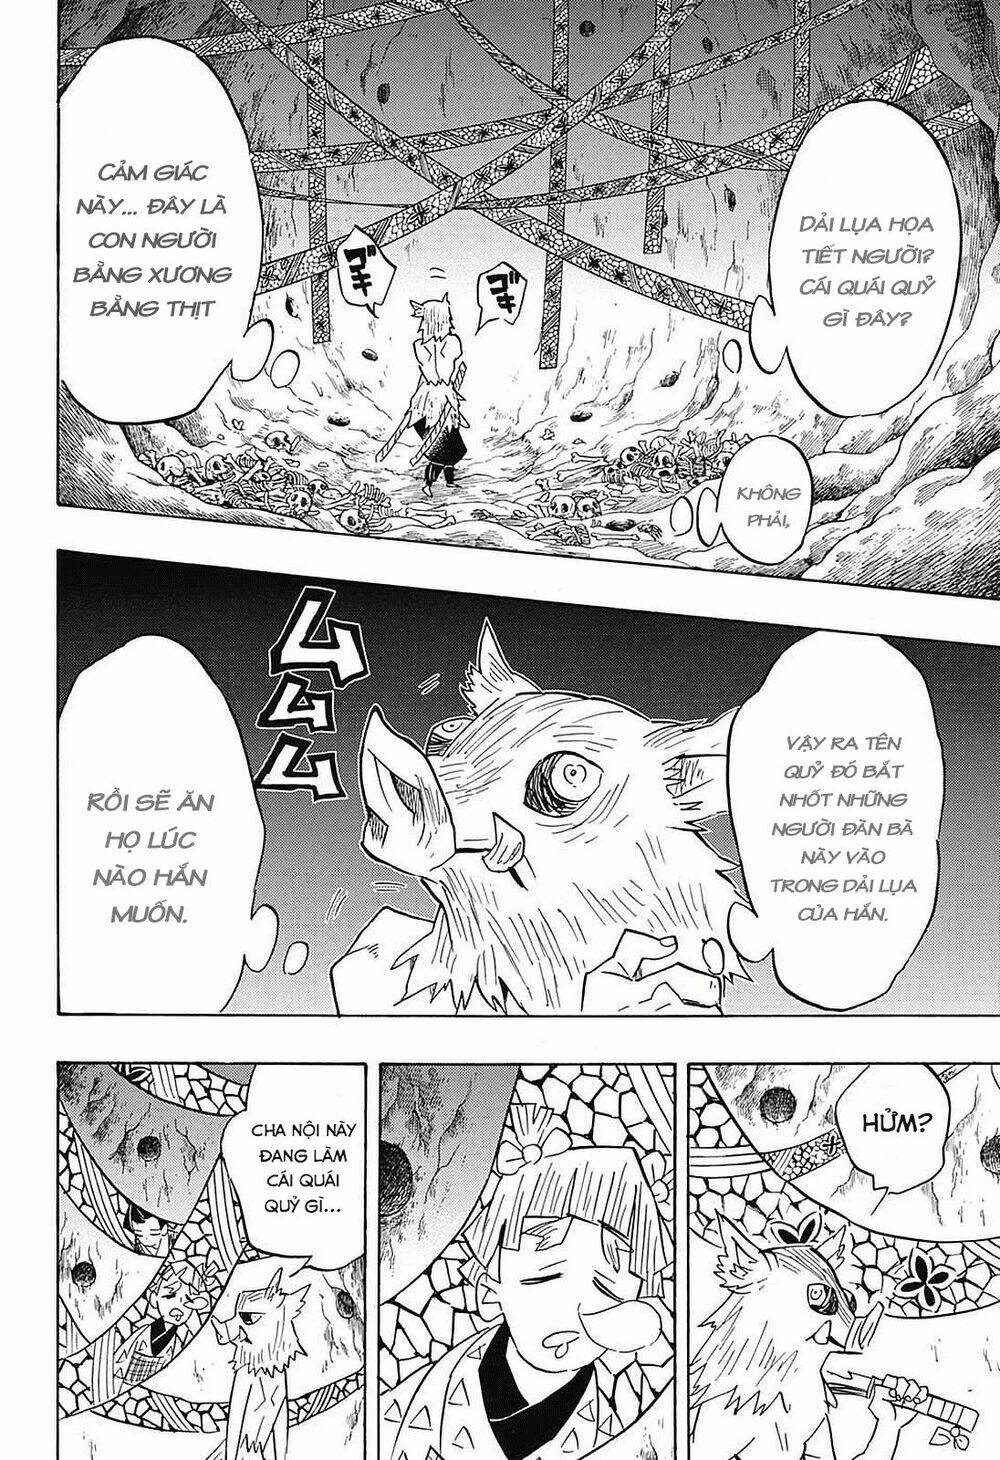 DẢI LỤA HỌA
TIẾT NGƯỜI?
CÁI QUÁI QUỶ
GÌ ĐÂY?
KHÔNG
PHẢI,
ゴキ
ゴキ
CẢM GIÁC
NÀY... ĐÂY LÀ
CON NGƯỜI
BẰNG XƯƠNG
BẰNG THỊT
VẬY RA TÊN
QUỶ ĐÓ BẮT
NHỐT NHỮNG
NGƯỜI ĐÀN BÀ
NÀY VÀO
TRONG DẢI LỤA
CỦA HẮN.
ムムム
RỒI SẼ ĂN
HỌ LÚC
NÀO HẮN
MUỐN.
HỬM?
CHA NỘI NÀY
ĐANG LÀM
CÁI QUÁI
QUỶ GÌ...